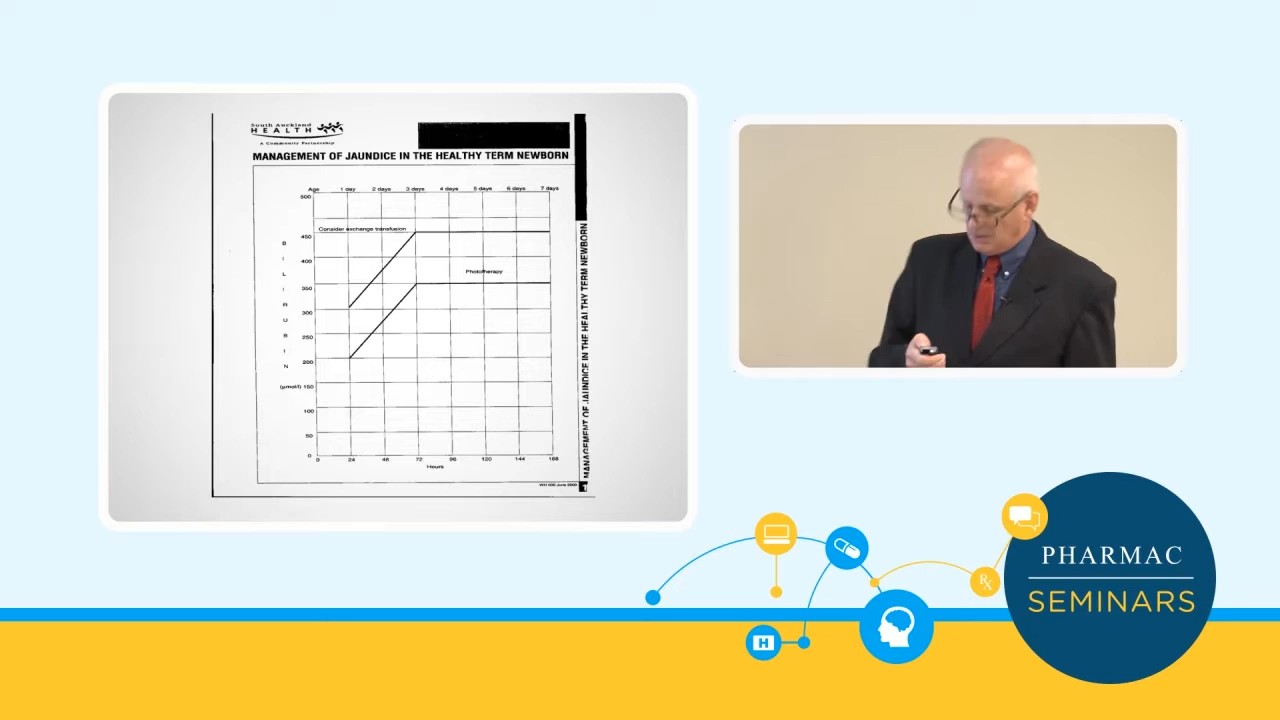 South Auckland
HEALTH
A Community Partnership
MANAGEMENT OF JAUNDICE IN THE HEALTHY TERM NEWBORN
Age 1 day 2 days 3 days 4 days 5 days 6 days 7 days
500
Consider exchange transfusion
450
400
Phototherapy
350
300
250
200
(µmol/l) 150
100
50
0
BILIRUBIN
0 24 48 72 96 120 144 168
Hours
MANAGEMENT OF JAUNDICE IN THE HEALTHY TERM NEWBORN
1
PHARMAC
SEMINARS
H
Rx